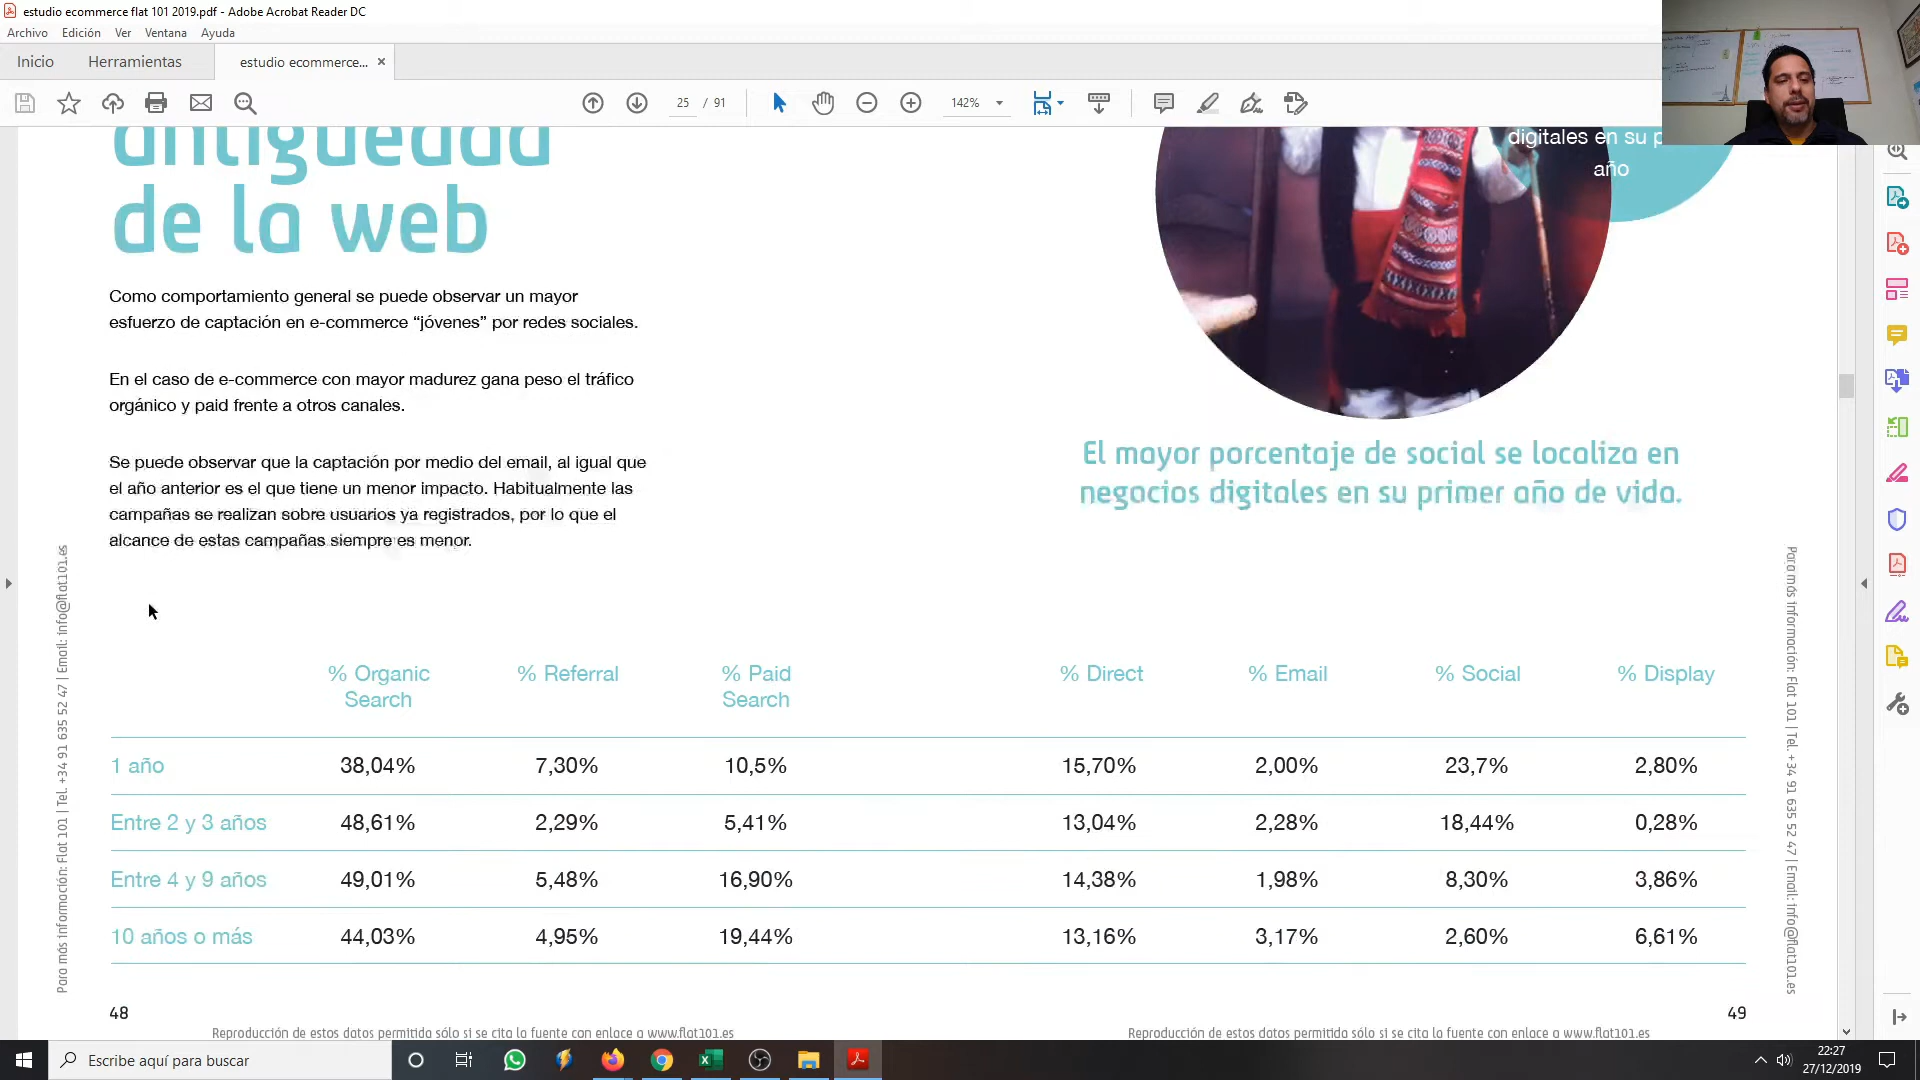 estudio ecommerce flat 101 2019.pdf - Adobe Acrobat Reader DC
Archivo Edición Ver Ventana Ayuda
Inicio Herramientas estudio ecommerce... ×
25 / 91 142%
antigüedad
de la web
digitales en su p
año
Como comportamiento general se puede observar un mayor
esfuerzo de captación en e-commerce “jóvenes” por redes sociales.
En el caso de e-commerce con mayor madurez gana peso el tráfico
orgánico y paid frente a otros canales.
Se puede observar que la captación por medio del email, al igual que
el año anterior es el que tiene un menor impacto. Habitualmente las
campañas se realizan sobre usuarios ya registrados, por lo que el
alcance de estas campañas siempre es menor.
El mayor porcentaje de social se localiza en
negocios digitales en su primer año de vida.
Para más información: Flat 101 | Tel. +34 91 635 52 47 | Email: info@flat101.es
Para más información: Flat 101 | Tel. +34 91 635 52 47 | Email: info@flat101.es
% Organic Search % Referral % Paid Search % Direct % Email % Social % Display
1 año 38,04% 7,30% 10,5% 15,70% 2,00% 23,7% 2,80%
Entre 2 y 3 años 48,61% 2,29% 5,41% 13,04% 2,28% 18,44% 0,28%
Entre 4 y 9 años 49,01% 5,48% 16,90% 14,38% 1,98% 8,30% 3,86%
10 años o más 44,03% 4,95% 19,44% 13,16% 3,17% 2,60% 6,61%
48 49
Reproducción de estos datos permitida sólo si se cita la fuente con enlace a www.flat101.es
Reproducción de estos datos permitida sólo si se cita la fuente con enlace a www.flat101.es
Escribe aquí para buscar
22:27
27/12/2019